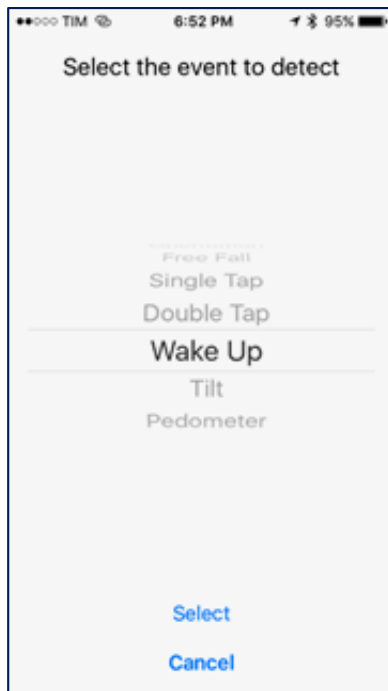 TIM 6:52 PM 95%
Select the event to detect
Free Fall
Single Tap
Double Tap
Wake Up
Tilt
Pedometer
Select
Cancel